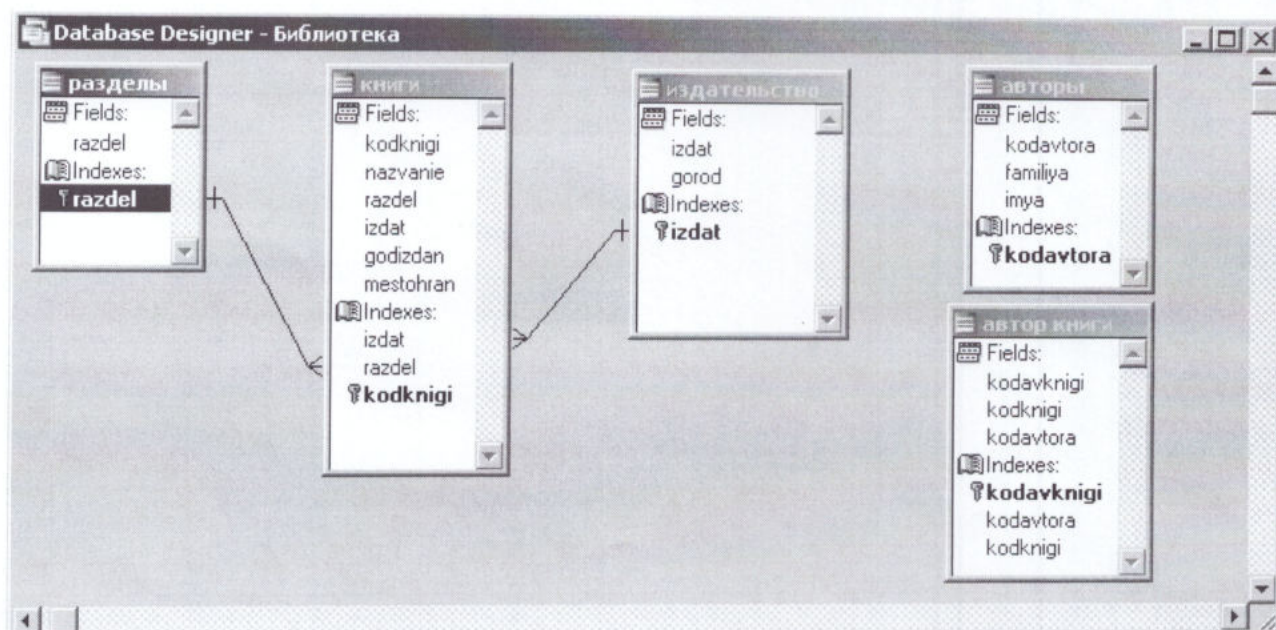 Database Designer - Библиотека
разделы
Fields:
razdel
Indexes:
razdel
книги
Fields:
kodknigi
nazvanie
razdel
izdat
godizdan
mestohran
Indexes:
izdat
razdel
kodknigi
издательство
Fields:
izdat
gorod
Indexes:
izdat
авторы
Fields:
kodavtora
familiya
imya
Indexes:
kodavtora
автор книги
Fields:
kodavknigi
kodknigi
kodavtora
Indexes:
kodavknigi
kodavtora
kodknigi